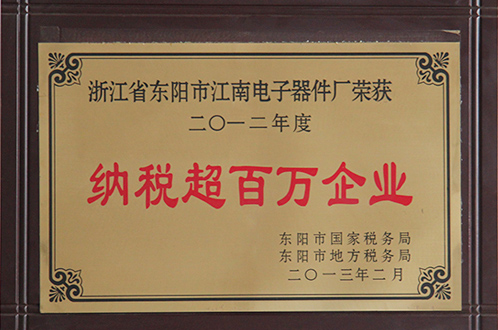 浙江省东阳市江南电子器件厂荣获
二〇一二年度
纳税超百万企业
东阳市国家税务局
东阳市地方税务局
二〇一三年二月